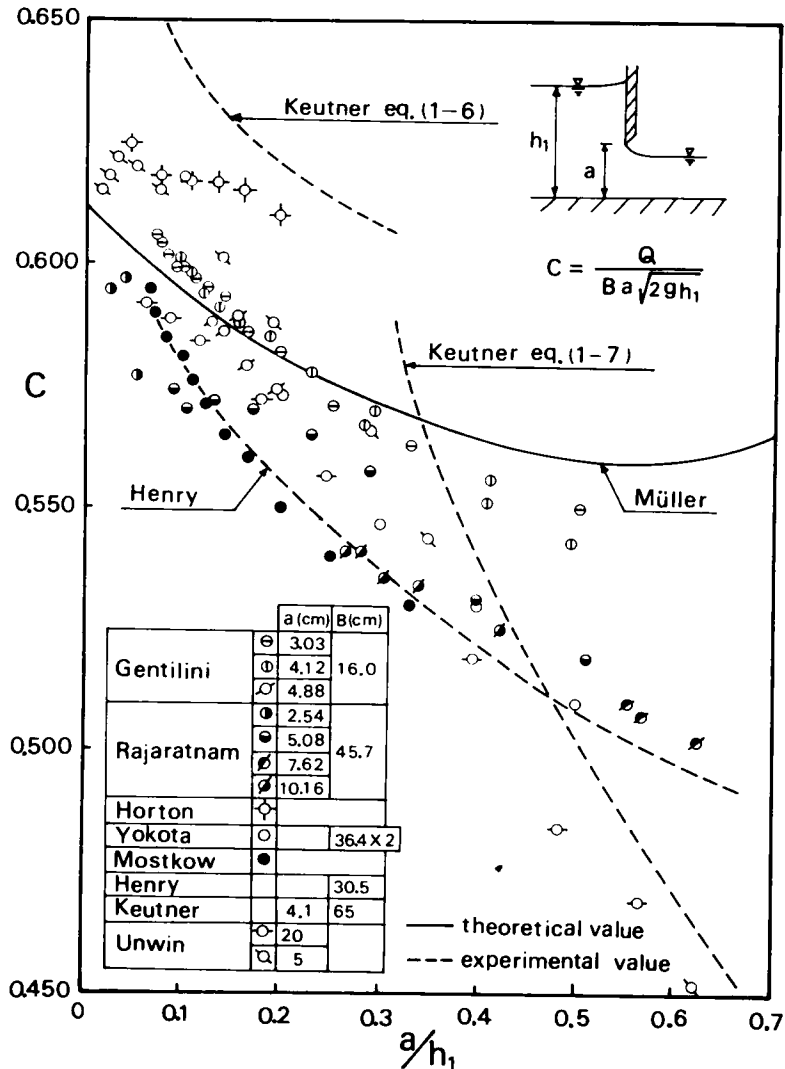 0.650
0.600
0.550
0.500
0.450
C
Keutner eq.(1-6)
h₁
a
C = Q / Ba√2gh₁
Keutner eq.(1-7)
Henry
Müller
a(cm) B(cm)
Gentilini 3.03 16.0
4.12
4.88
Rajaratnam 2.54 45.7
5.08
7.62
10.16
Horton
Yokota 36.4 X 2
Mostkow
Henry 30.5
Keutner 4.1 65
Unwin 20
5
theoretical value
experimental value
0 0.1 0.2 0.3 0.4 0.5 0.6 0.7
a/h₁